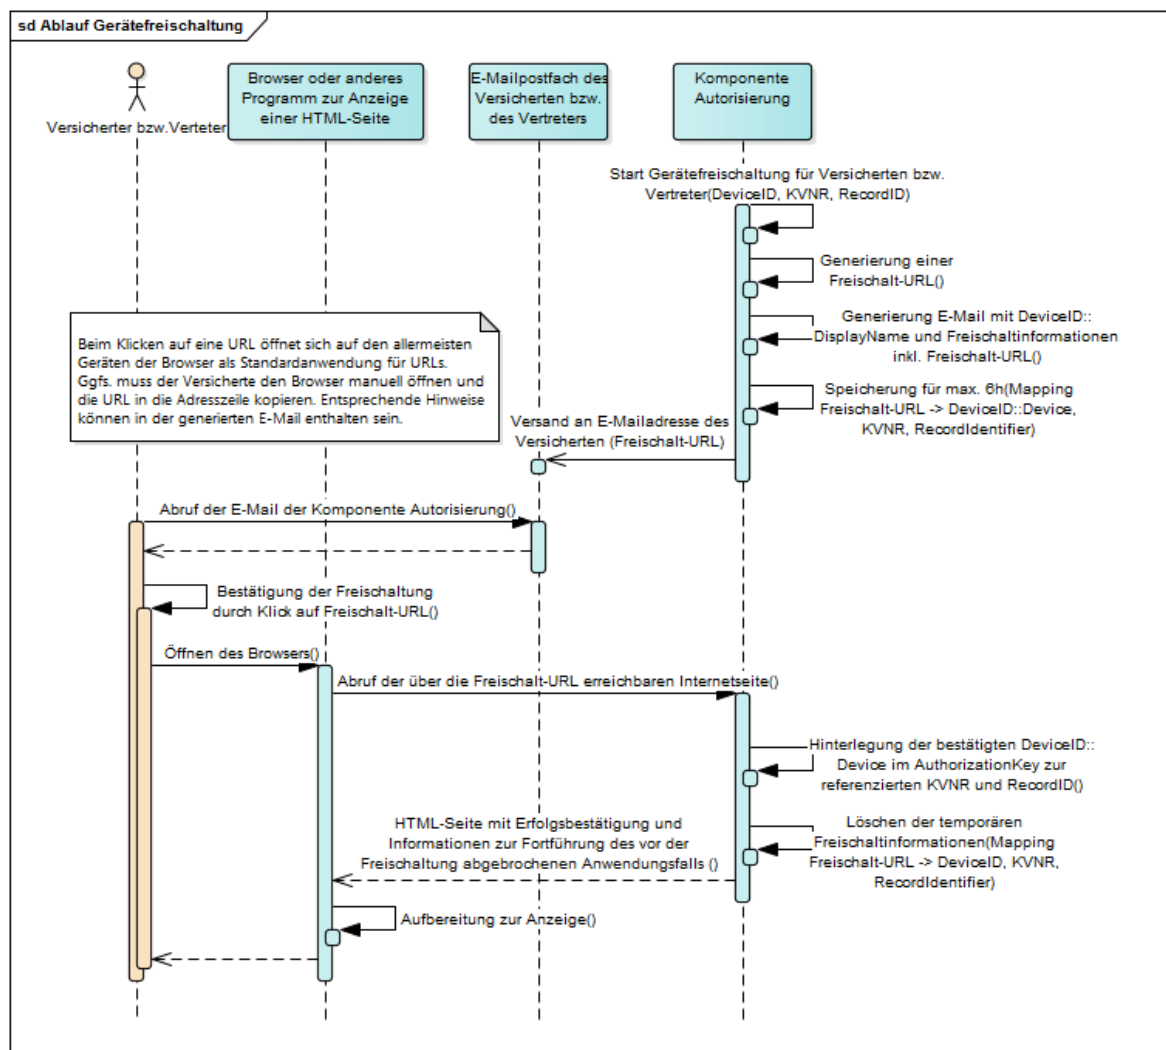 sd Ablauf Gerätefreischaltung
Versicherter bzw.Verteter
Browser oder anderes
Programm zur Anzeige
einer HTML-Seite
E-Mailpostfach des
Versicherten bzw.
des Vertreters
Komponente
Autorisierung
Start Gerätefreischaltung für Versicherten bzw.
Vertreter(DeviceID, KVNR, RecordID)
Generierung einer
Freischalt-URL()
Generierung E-Mail mit DeviceID::
DisplayName und Freischaltinformationen
inkl. Freischalt-URL()
Beim Klicken auf eine URL öffnet sich auf den allermeisten
Geräten der Browser als Standardanwendung für URLs.
Ggfs. muss der Versicherte den Browser manuell öffnen und
die URL in die Adresszeile kopieren. Entsprechende Hinweise
können in der generierten E-Mail enthalten sein.
Speicherung für max. 6h(Mapping
Freischalt-URL -> DeviceID::Device,
KVNR, RecordIdentifier)
Versand an E-Mailadresse des
Versicherten (Freischalt-URL)
Abruf der E-Mail der Komponente Autorisierung()
Bestätigung der Freischaltung
durch Klick auf Freischalt-URL()
Öffnen des Browsers()
Abruf der über die Freischalt-URL erreichbaren Internetseite()
Hinterlegung der bestätigten DeviceID::
Device im AuthorizationKey zur
referenzierten KVNR und RecordID()
HTML-Seite mit Erfolgsbestätigung und
Informationen zur Fortführung des vor der
Freischaltung abgebrochenen Anwendungsfalls ()
Löschen der temporären
Freischaltinformationen(Mapping
Freischalt-URL -> DeviceID, KVNR,
RecordIdentifier)
Aufbereitung zur Anzeige()